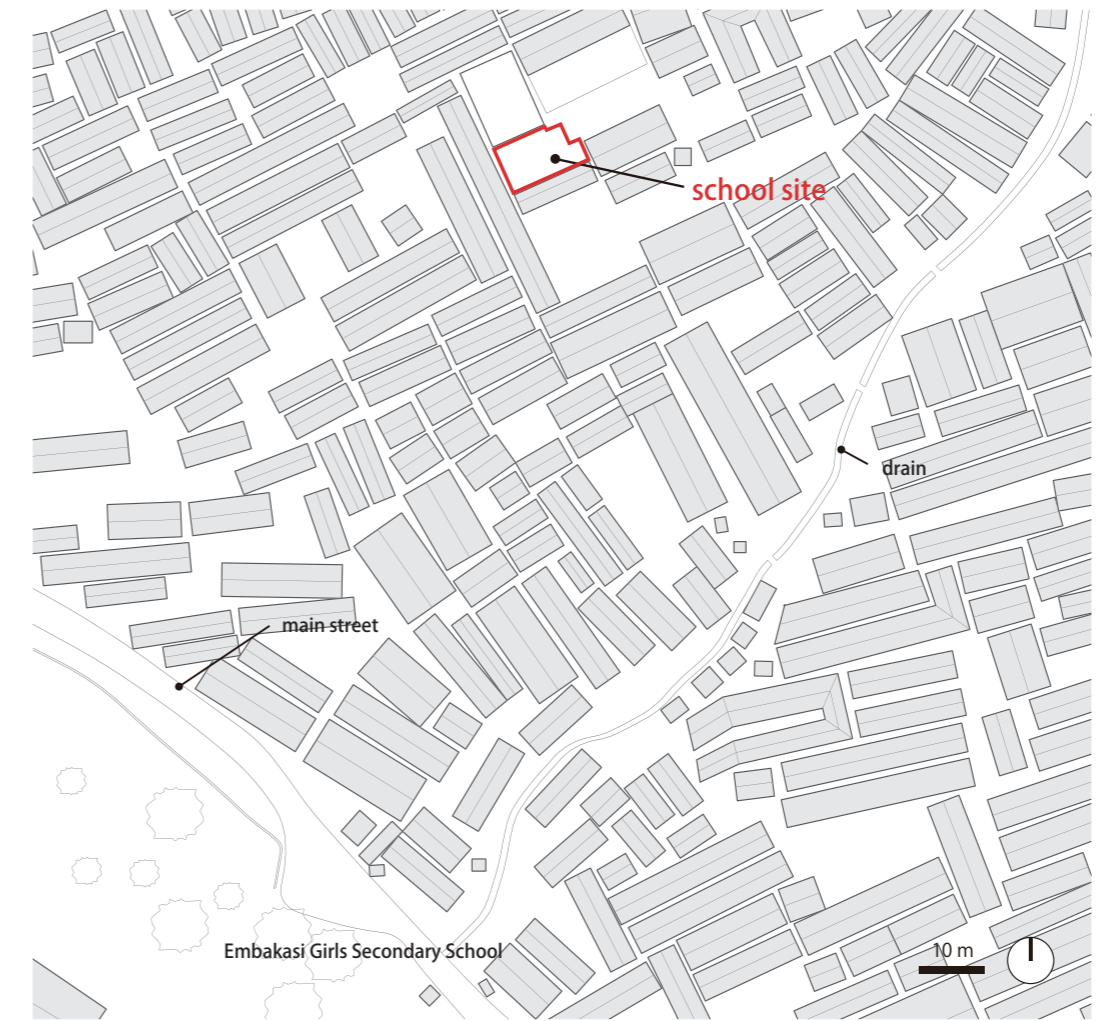 school site
drain
main street
Embakasi Girls Secondary School
10 m